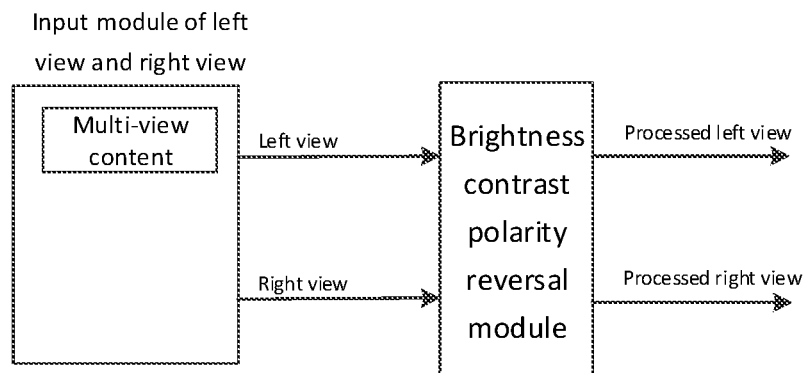 Input module of left
view and right view
Multi-view
content
Left view
Right view
Brightness
contrast
polarity
reversal
module
Processed left view
Processed right view